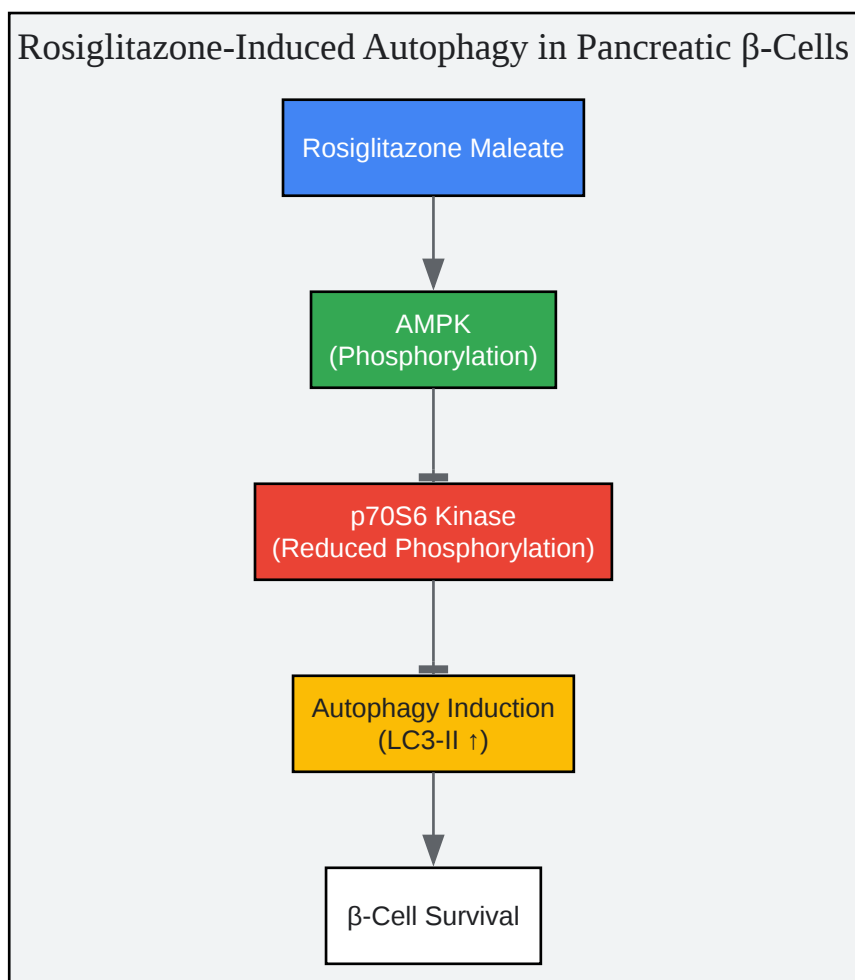 Rosiglitazone-Induced Autophagy in Pancreatic β-Cells
Rosiglitazone Maleate
AMPK
(Phosphorylation)
p70S6 Kinase
(Reduced Phosphorylation)
Autophagy Induction
(LC3-II ↑)
β-Cell Survival